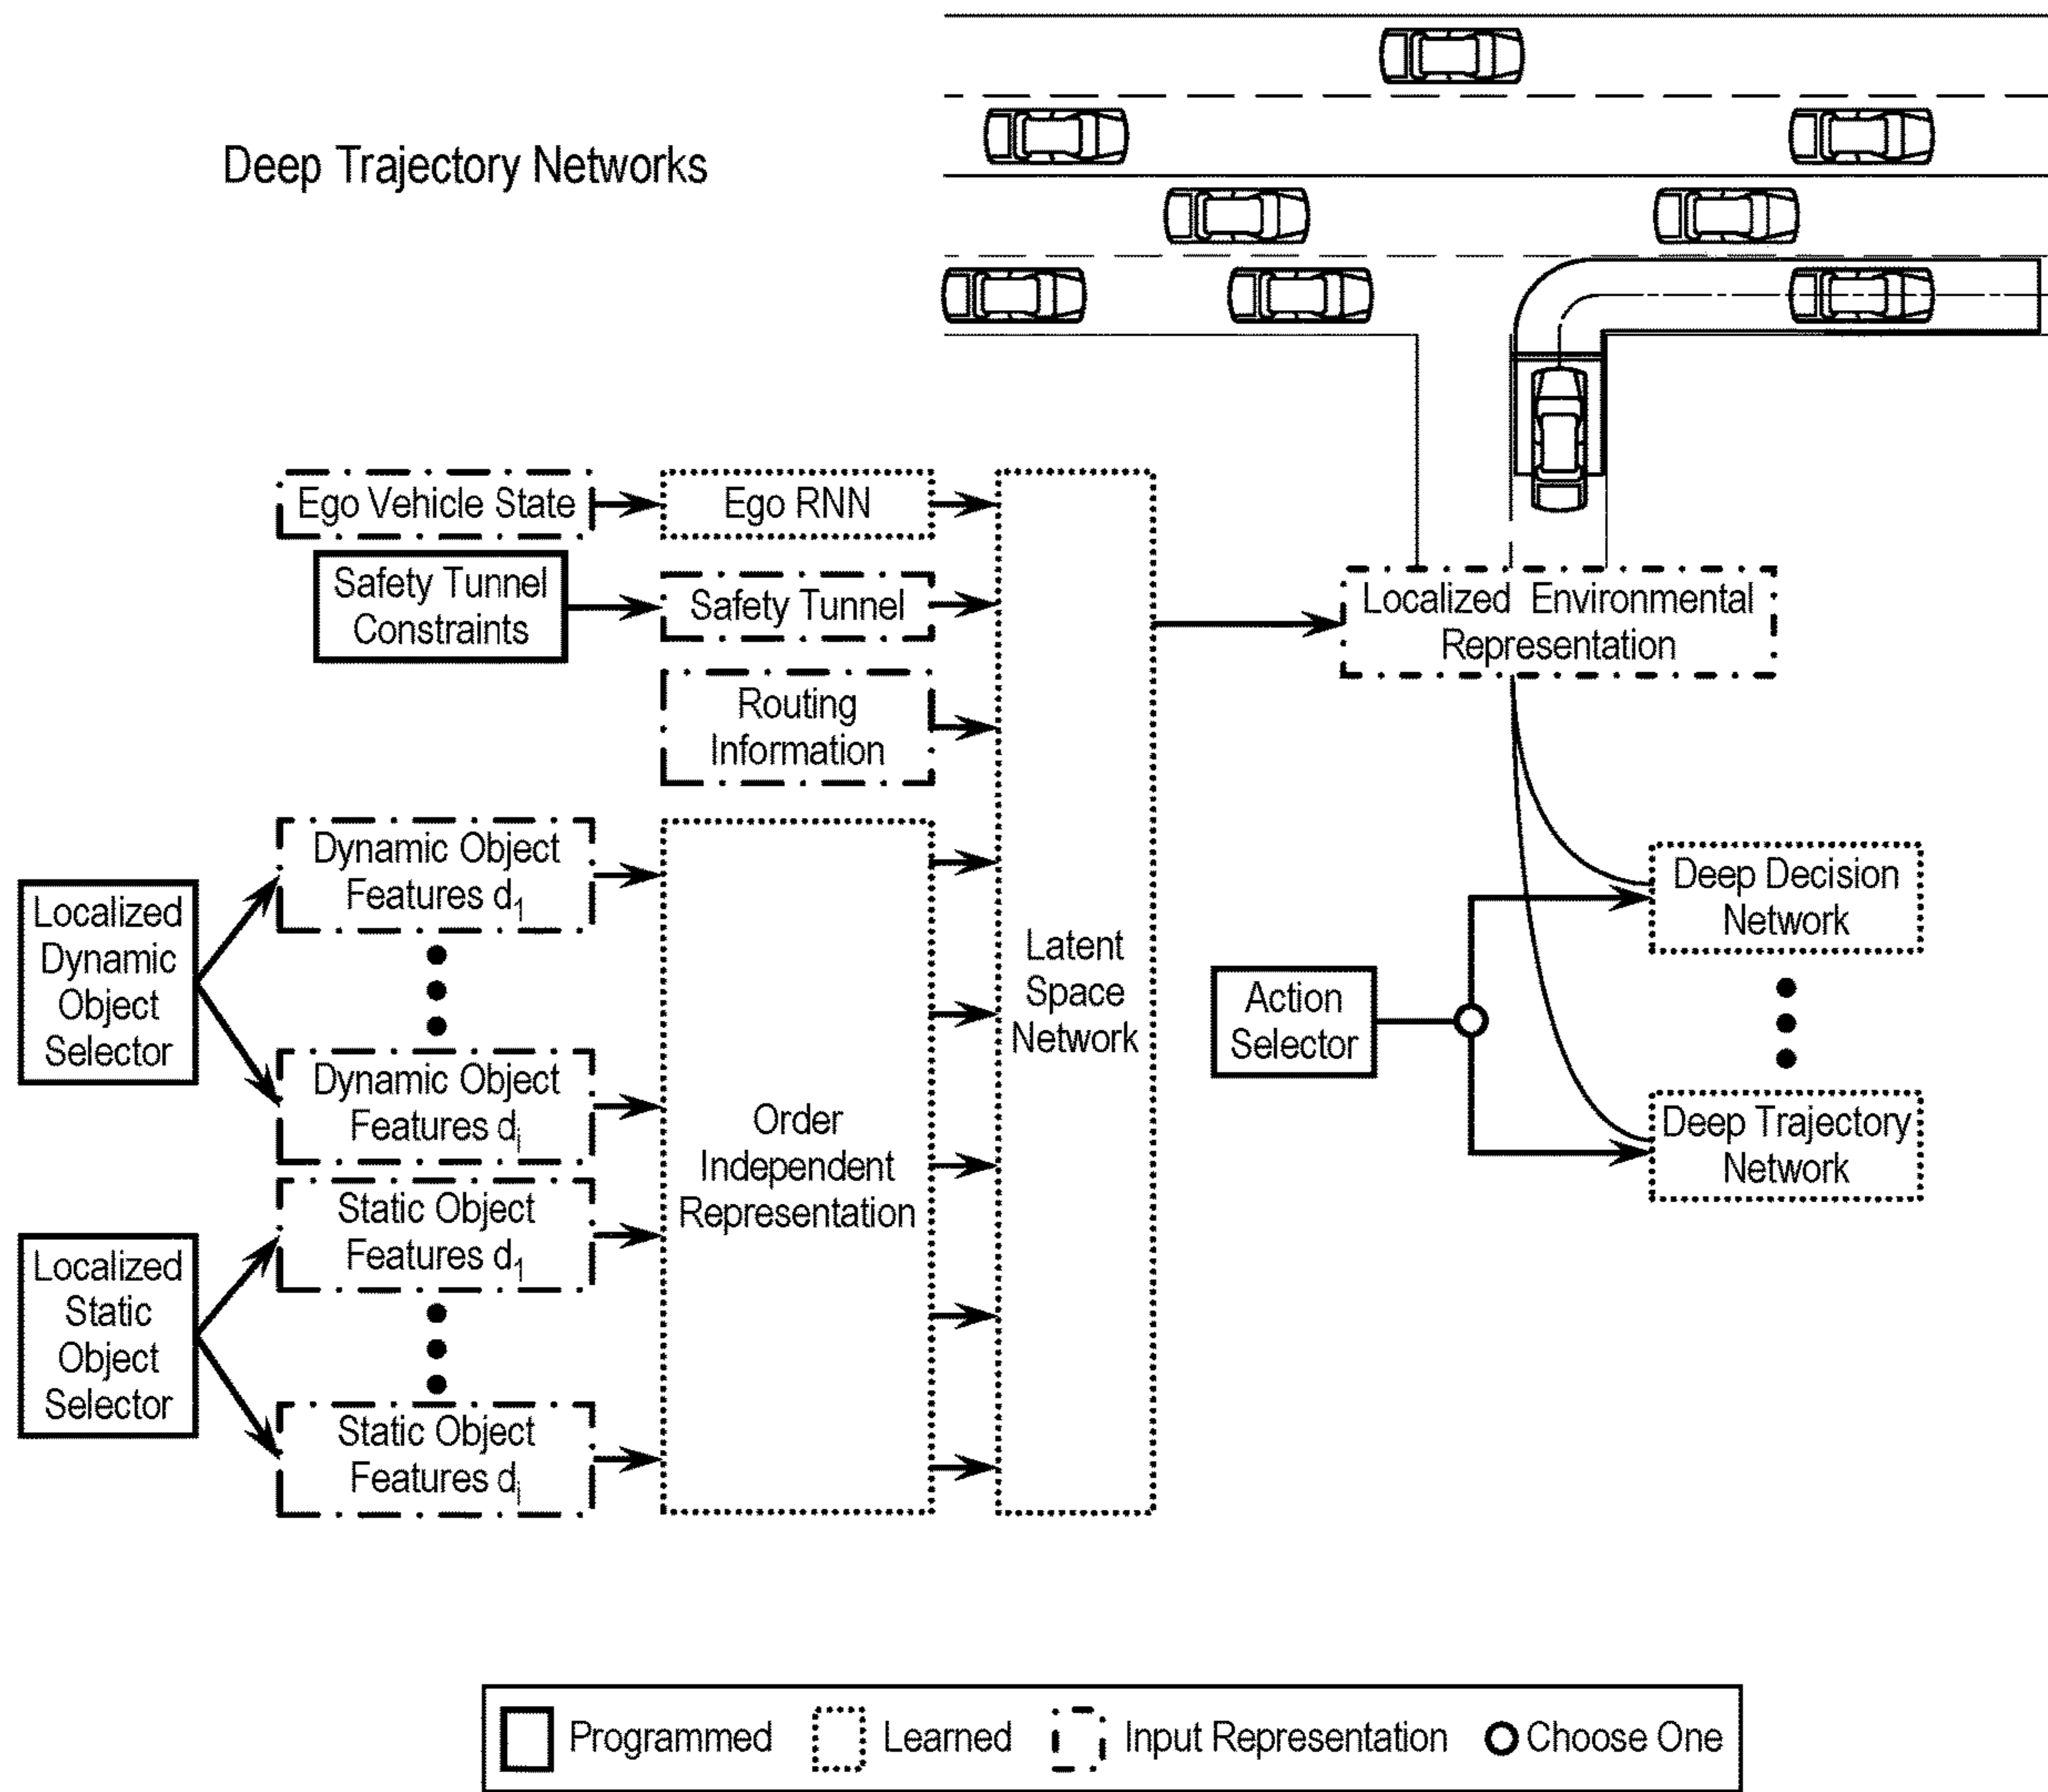 Deep Trajectory Networks
Ego Vehicle State
Ego RNN
Safety Tunnel
Constraints
Safety Tunnel
Localized Environmental
Representation
Routing
Information
Dynamic Object
Features d1
Localized
Dynamic
Object
Selector
Dynamic Object
Features di
Static Object
Features d1
Localized
Static
Object
Selector
Static Object
Features di
Order
Independent
Representation
Latent
Space
Network
Action
Selector
Deep Decision
Network
Deep Trajectory
Network
Programmed
Learned
Input Representation
Choose One